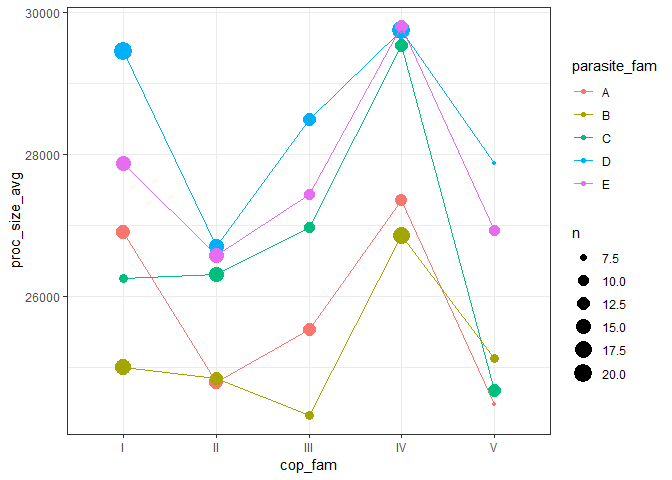 30000
28000
26000
proc_size_avg
I II III IV V
cop_fam
parasite_fam
A
B
C
D
E
n
7.5
10.0
12.5
15.0
17.5
20.0